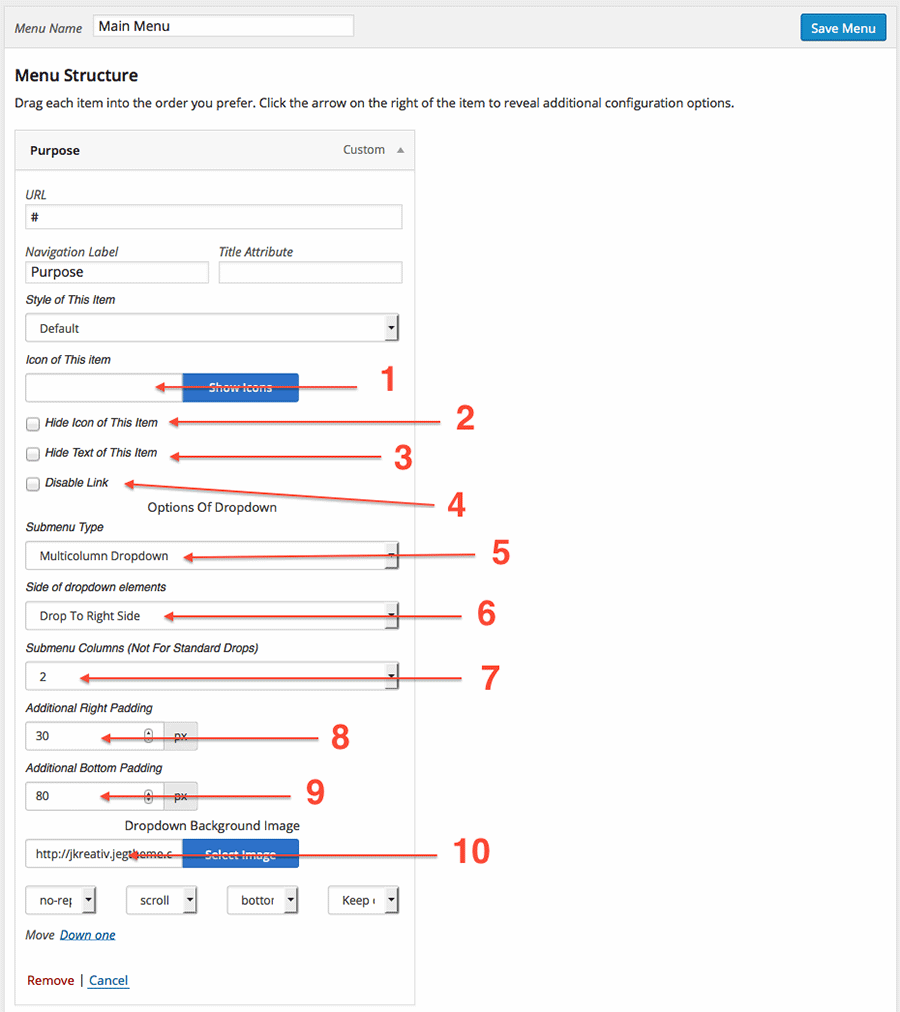 Menu Name Main Menu Save Menu
Menu Structure
Drag each item into the order you prefer. Click the arrow on the right of the item to reveal additional configuration options.
Purpose Custom
URL
#
Navigation Label Title Attribute
Purpose
Style of This Item
Default
Icon of This item
Show Icons 1
Hide Icon of This Item 2
Hide Text of This Item 3
Disable Link 4
Options Of Dropdown
Submenu Type
Multicolumn Dropdown 5
Side of dropdown elements
Drop To Right Side 6
Submenu Columns (Not For Standard Drops)
2 7
Additional Right Padding
30 px 8
Additional Bottom Padding
80 px 9
Dropdown Background Image
http://jkreativ.jegtheme.c Select Image 10
no-rep scroll bottor Keep
Move Down one
Remove | Cancel